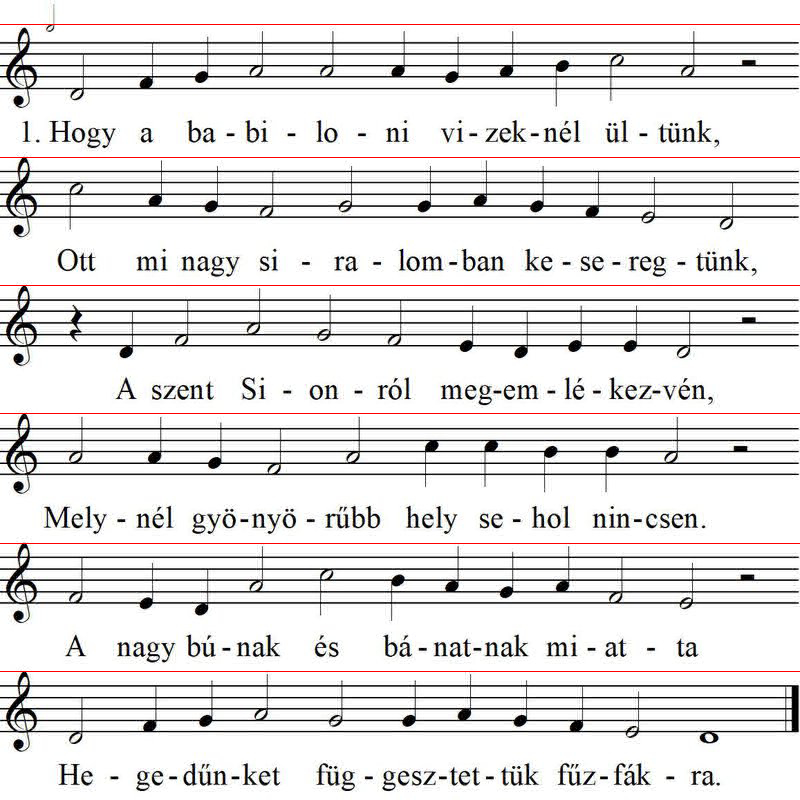 1. Hogy a ba - bi - lo - ni vi - zek - nél ül - tünk,
Ott mi nagy si - ra - lom - ban ke - se - reg - tünk,
A szent Si - on - ról meg - em - lé - kez - vén,
Mely - nél gyö - nyö - rűbb hely se - hol nin - csen.
A nagy bú - nak és bá - nat - nak mi - at - ta
He - ge - dűn - ket füg - gesz - tet - tük fűz - fák - ra.